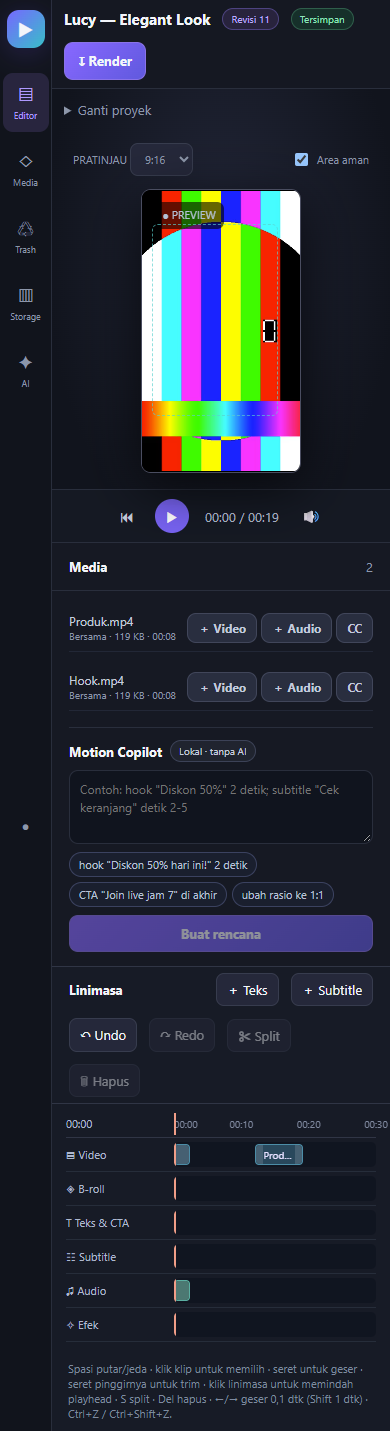 Lucy — Elegant Look
Revisi 11
Tersimpan
↧ Render
▶ Ganti proyek
Editor
Media
Trash
Storage
AI
PRATINJAU
9:16
Area aman
● PREVIEW
00:00 / 00:19
Media
2
Produk.mp4
Bersama · 119 KB · 00:08
+ Video
+ Audio
CC
Hook.mp4
Bersama · 119 KB · 00:08
+ Video
+ Audio
CC
Motion Copilot
Lokal · tanpa AI
Contoh: hook "Diskon 50%" 2 detik; subtitle "Cek
keranjang" detik 2-5
hook "Diskon 50% hari ini!" 2 detik
CTA "Join live jam 7" di akhir
ubah rasio ke 1:1
Buat rencana
Linimasa
+ Teks
+ Subtitle
Undo
Redo
Split
Hapus
00:00
00:00
00:10
00:20
00:30
Video
Prod...
B-roll
T Teks & CTA
Subtitle
Audio
Efek
Spasi putar/jeda · klik klip untuk memilih · seret untuk geser ·
seret pinggirnya untuk trim · klik linimasa untuk memindah
playhead · S split · Del hapus · ←/→ geser 0,1 dtk (Shift 1 dtk) ·
Ctrl+Z / Ctrl+Shift+Z.